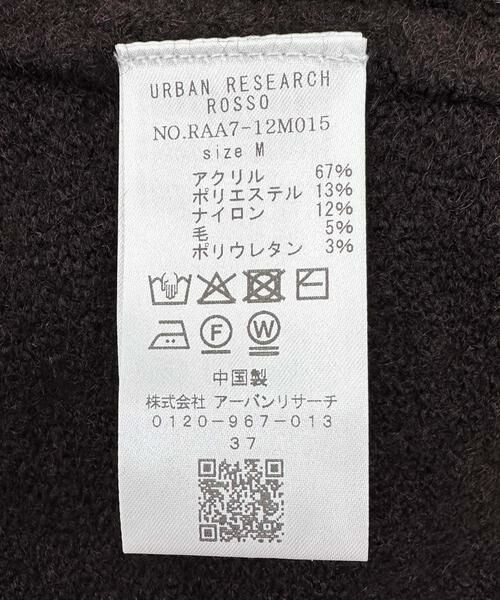 URBAN RESEARCH
ROSSO
NO.RAA7-12M015
size M
アクリル 67%
ポリエステル 13%
ナイロン 12%
毛 5%
ポリウレタン 3%
F W
中国製
株式会社 アーバンリサーチ
0120-967-013
37